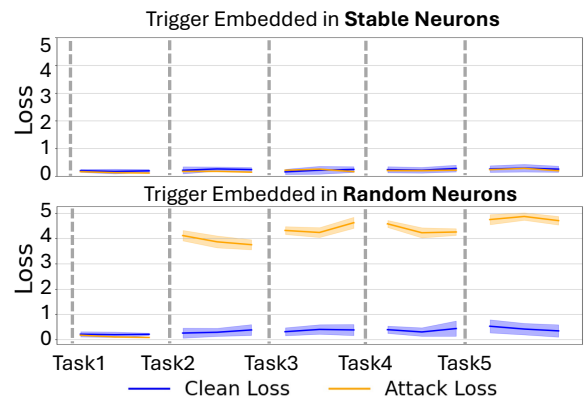 Trigger Embedded in Stable Neurons
5
4
3
2
1
0
Loss
Trigger Embedded in Random Neurons
5
4
3
2
1
0
Loss
Task1 Task2 Task3 Task4 Task5
Clean Loss Attack Loss